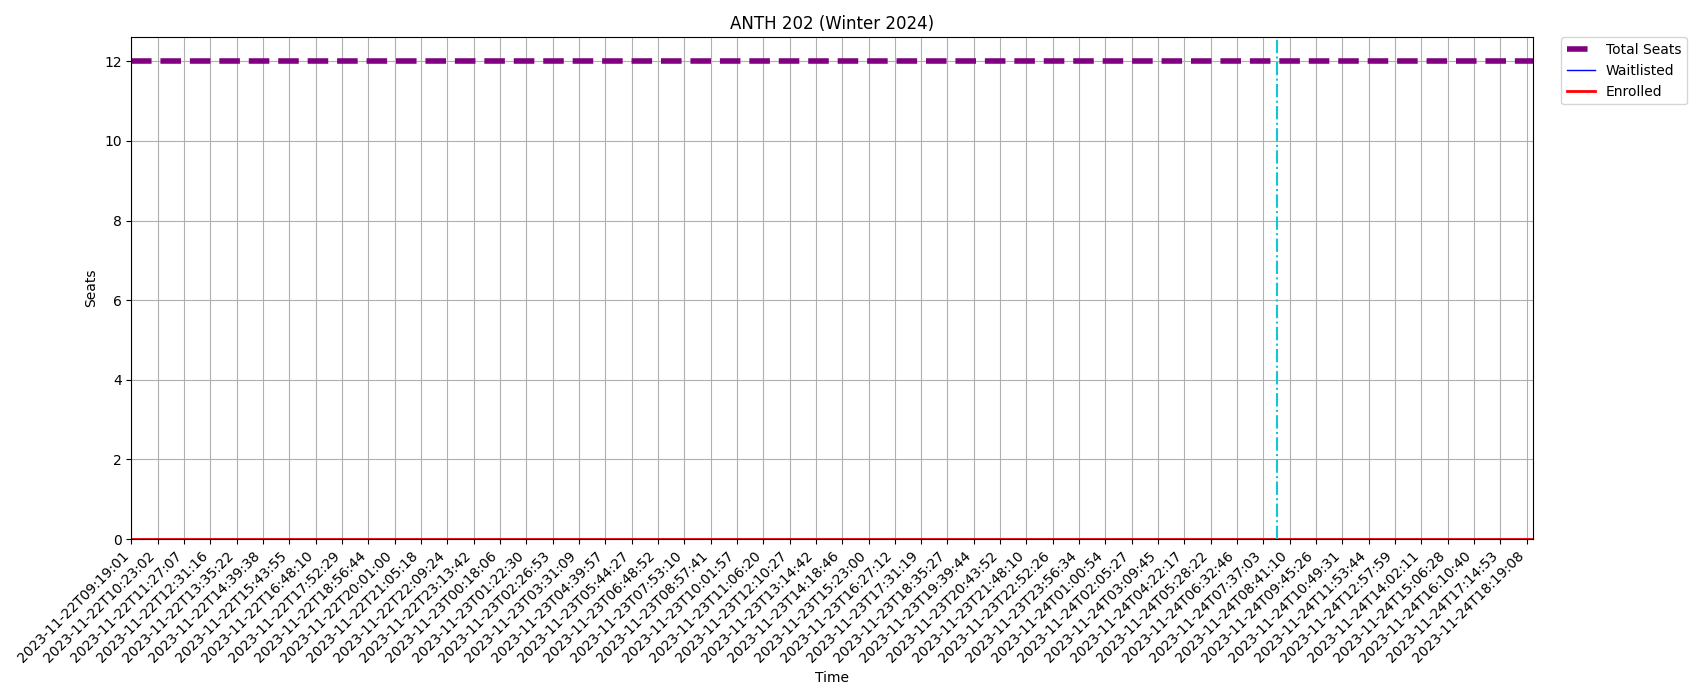 ANTH 202 (Winter 2024)
Total Seats
Waitlisted
Enrolled
12
10
8
6
4
2
0
Seats
2023-11-22T09:19:01
2023-11-22T10:23:02
2023-11-22T11:27:07
2023-11-22T12:31:16
2023-11-22T13:35:22
2023-11-22T14:39:38
2023-11-22T15:43:55
2023-11-22T16:48:10
2023-11-22T17:52:29
2023-11-22T18:56:44
2023-11-22T20:01:00
2023-11-22T21:05:18
2023-11-22T22:09:24
2023-11-22T23:13:42
2023-11-23T00:18:06
2023-11-23T01:22:30
2023-11-23T02:26:53
2023-11-23T03:31:09
2023-11-23T04:39:57
2023-11-23T05:44:27
2023-11-23T06:48:52
2023-11-23T07:53:10
2023-11-23T08:57:41
2023-11-23T10:01:57
2023-11-23T11:06:20
2023-11-23T12:10:27
2023-11-23T13:14:42
2023-11-23T14:18:46
2023-11-23T15:23:00
2023-11-23T16:27:12
2023-11-23T17:31:19
2023-11-23T18:35:27
2023-11-23T19:39:44
2023-11-23T20:43:52
2023-11-23T21:48:10
2023-11-23T22:52:26
2023-11-23T23:56:34
2023-11-24T01:00:54
2023-11-24T02:05:27
2023-11-24T03:09:45
2023-11-24T04:22:17
2023-11-24T05:28:22
2023-11-24T06:32:46
2023-11-24T07:37:03
2023-11-24T08:41:10
2023-11-24T09:45:26
2023-11-24T10:49:31
2023-11-24T11:53:44
2023-11-24T12:57:59
2023-11-24T14:02:11
2023-11-24T15:06:28
2023-11-24T16:10:40
2023-11-24T17:14:53
2023-11-24T18:19:08
Time